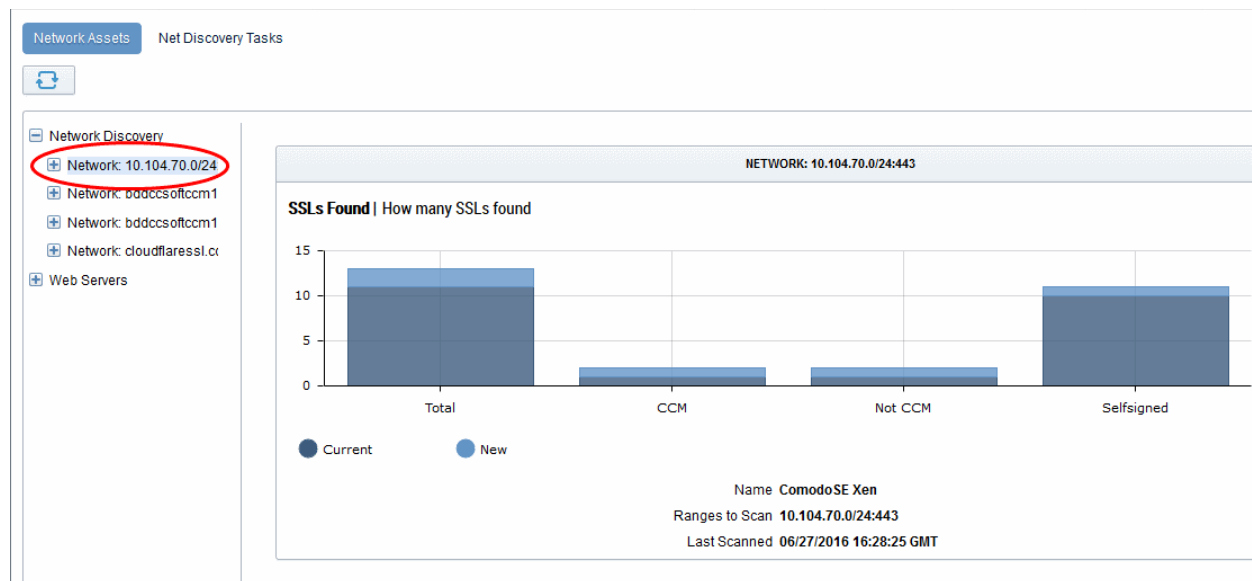 Network Assets Net Discovery Tasks
Network Discovery
Network: 10.104.70.0/24
Network: bddccsoftccm1
Network: bddccsoftccm1
Network: cloudflaressl.cc
Web Servers
NETWORK: 10.104.70.0/24:443
SSLs Found | How many SSLs found
15
10
5
0
Total CCM Not CCM Selfsigned
Current New
Name ComodoSE Xen
Ranges to Scan 10.104.70.0/24:443
Last Scanned 06/27/2016 16:28:25 GMT